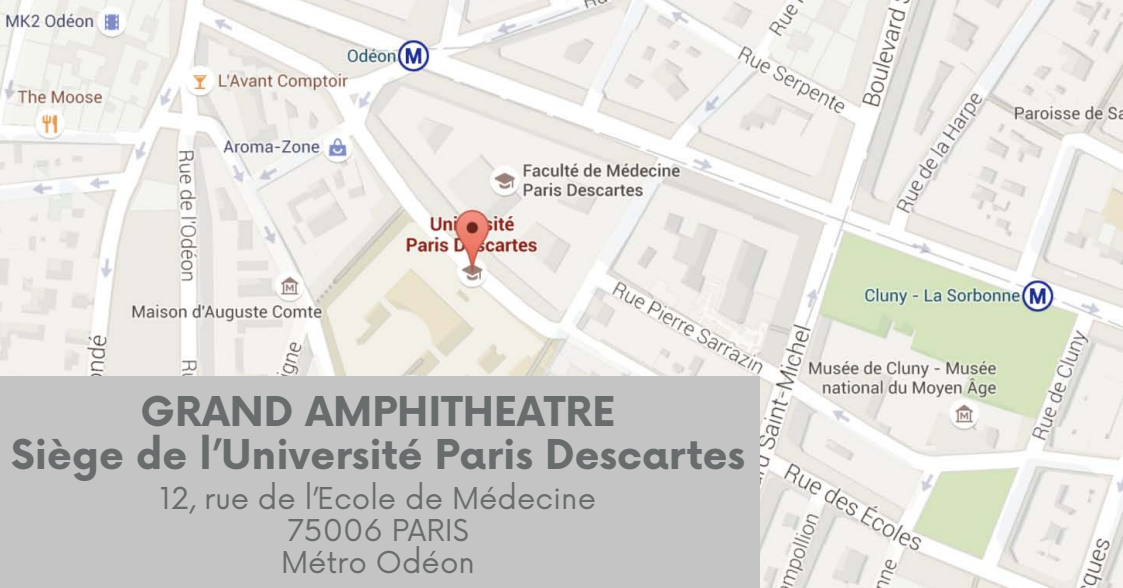 MK2 Odéon
Odéon M
Rue Serpente
Boulevard
Rue de la Harpe
L'Avant Comptoir
The Moose
Paroisse de Sa
Aroma-Zone
Rue de l'Odéon
Faculté de Médecine
Paris Descartes
Paris Descartes
Maison d'Auguste Comte
Cluny - La Sorbonne M
Rue Pierre Sarrazin
Musée de Cluny - Musée
national du Moyen Âge
Rue de Cluny
Saint-Michel
Rue des Écoles
GRAND AMPHITHEATRE
Siège de l'Université Paris Descartes
12, rue de l'Ecole de Médecine
75006 PARIS
Métro Odéon